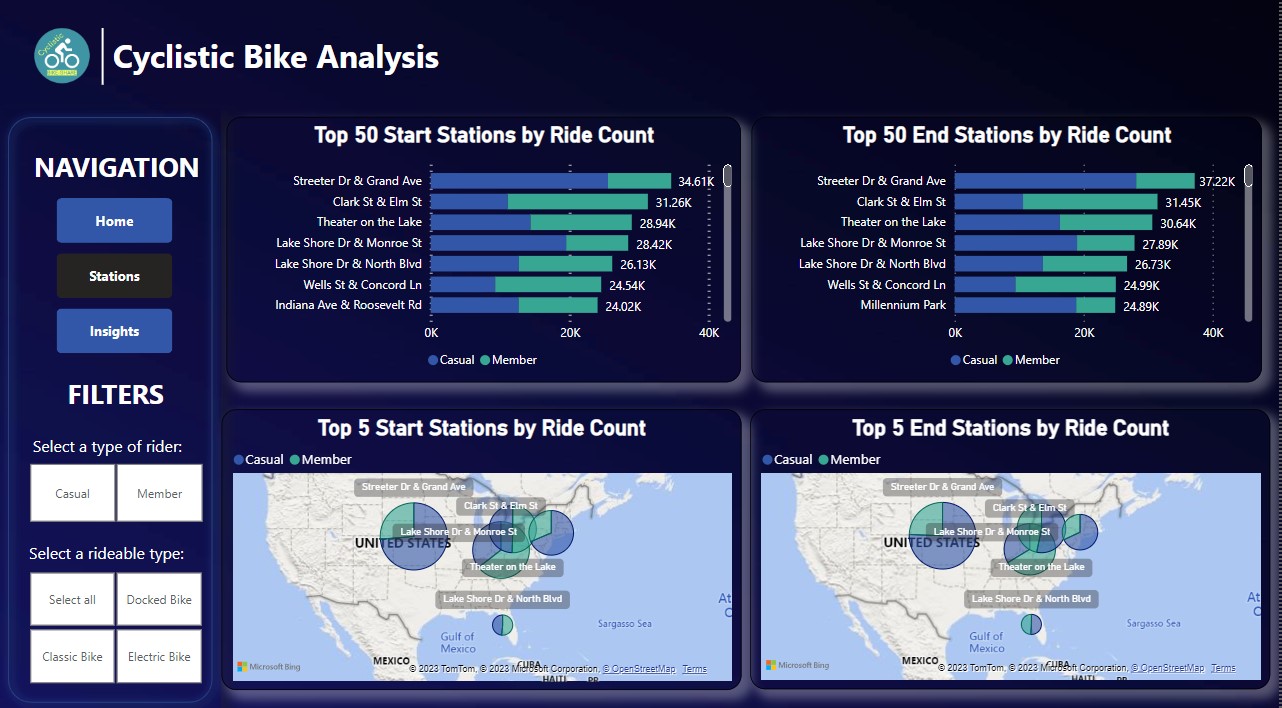 Cyclistic
BIKE-SHARE
Cyclistic Bike Analysis
NAVIGATION
Home
Stations
Insights
FILTERS
Select a type of rider:
Casual Member
Select a rideable type:
Select all Docked Bike
Classic Bike Electric Bike
Top 50 Start Stations by Ride Count
Streeter Dr & Grand Ave 34.61K
Clark St & Elm St 31.26K
Theater on the Lake 28.94K
Lake Shore Dr & Monroe St 28.42K
Lake Shore Dr & North Blvd 26.13K
Wells St & Concord Ln 24.54K
Indiana Ave & Roosevelt Rd 24.02K
0K 20K 40K
Casual Member
Top 50 End Stations by Ride Count
Streeter Dr & Grand Ave 37.22K
Clark St & Elm St 31.45K
Theater on the Lake 30.64K
Lake Shore Dr & Monroe St 27.89K
Lake Shore Dr & North Blvd 26.73K
Wells St & Concord Ln 24.99K
Millennium Park 24.89K
0K 20K 40K
Casual Member
Top 5 Start Stations by Ride Count
Casual Member
Streeter Dr & Grand Ave
Clark St & Elm St
Lake Shore Dr & Monroe St
UNITED STATES
Theater on the Lake
Lake Shore Dr & North Blvd
At
Sargasso Sea
Gulf of
Mexico
MEXICO
CUBA
Microsoft Bing
© 2023 TomTom, © 2023 Microsoft Corporation, © OpenStreetMap Terms
HAITI PR
Top 5 End Stations by Ride Count
Casual Member
Streeter Dr & Grand Ave
Clark St & Elm St
Lake Shore Dr & Monroe St
UNITED STATES
Theater on the Lake
Lake Shore Dr & North Blvd
At
Sargasso Sea
Gulf of
Mexico
MEXICO
CUBA
Microsoft Bing
© 2023 TomTom, © 2023 Microsoft Corporation, © OpenStreetMap Terms
HAITI PR